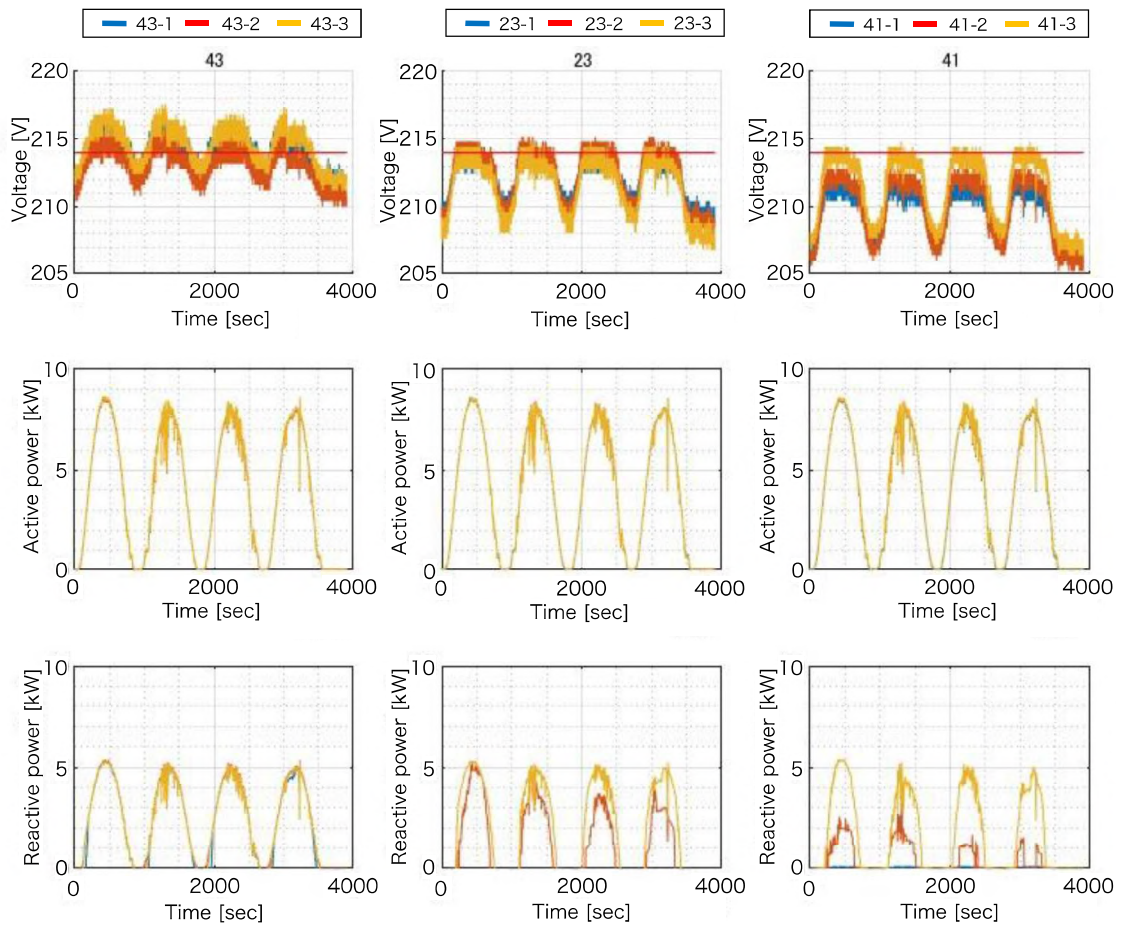 43-1 43-2 43-3
23-1 23-2 23-3
41-1 41-2 41-3
43
23
41
220
215
210
205
Voltage [V]
0 2000 4000
Time [sec]
220
215
210
205
Voltage [V]
0 2000 4000
Time [sec]
220
215
210
205
Voltage [V]
0 2000 4000
Time [sec]
10
5
0
Active power [kW]
0 2000 4000
Time [sec]
10
5
0
Active power [kW]
0 2000 4000
Time [sec]
10
5
0
Active power [kW]
0 2000 4000
Time [sec]
10
5
0
Reactive power [kW]
0 2000 4000
Time [sec]
10
5
0
Reactive power [kW]
0 2000 4000
Time [sec]
10
5
0
Reactive power [kW]
0 2000 4000
Time [sec]